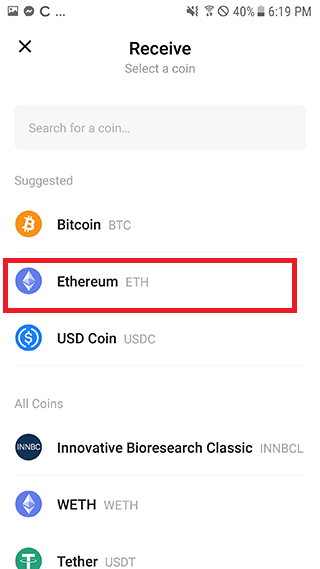 C ... 40% 6:19 PM
Receive
Select a coin
Search for a coin...
Suggested
Bitcoin BTC
Ethereum ETH
USD Coin USDC
All Coins
INNBC Innovative Bioresearch Classic INNBCL
WETH WETH
Tether USDT